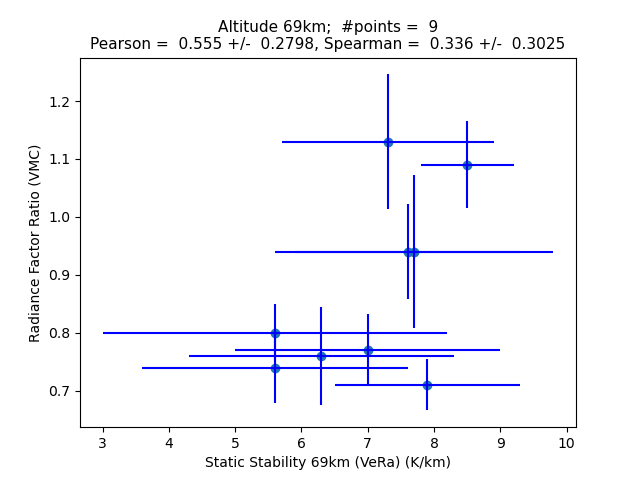 Altitude 69km;  #points =  9
Pearson =  0.555 +/-  0.2798, Spearman =  0.336 +/-  0.3025
Radiance Factor Ratio (VMC)
1.2
1.1
1.0
0.9
0.8
0.7
3 4 5 6 7 8 9 10
Static Stability 69km (VeRa) (K/km)